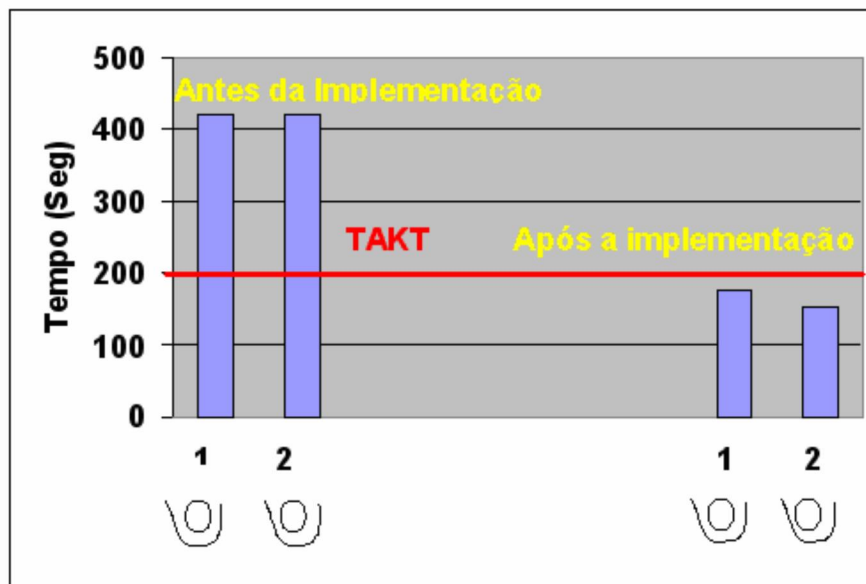 Tempo (Seg)
500
400
300
200
100
0
Antes da Implementação
TAKT
Após a implementação
1 2 1 2